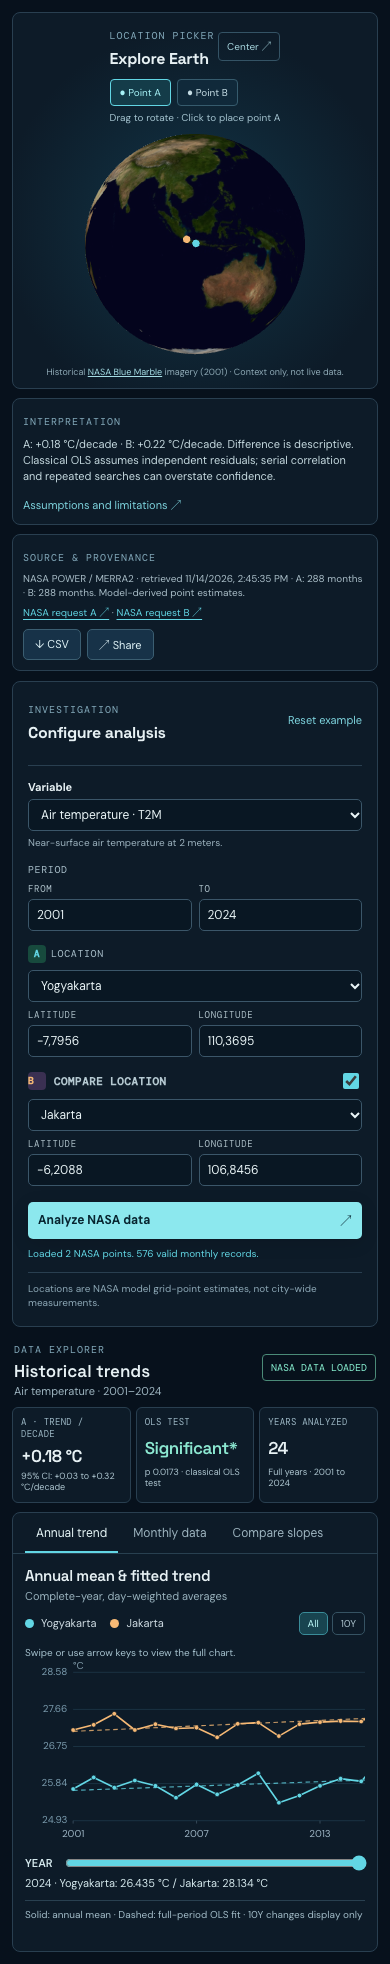 LOCATION PICKER
Explore Earth
Center ↗
● Point A
● Point B
Drag to rotate · Click to place point A
Historical NASA Blue Marble imagery (2001) · Context only, not live data.
INTERPRETATION
A: +0.18 °C/decade · B: +0.22 °C/decade. Difference is descriptive.
Classical OLS assumes independent residuals; serial correlation
and repeated searches can overstate confidence.
Assumptions and limitations ↗
SOURCE & PROVENANCE
NASA POWER / MERRA2 · retrieved 11/14/2026, 2:45:35 PM · A: 288 months
· B: 288 months. Model-derived point estimates.
NASA request A ↗ · NASA request B ↗
↓ CSV
↗ Share
INVESTIGATION
Configure analysis
Reset example
Variable
Air temperature · T2M
Near-surface air temperature at 2 meters.
PERIOD
FROM
TO
2001
2024
A LOCATION
Yogyakarta
LATITUDE
LONGITUDE
-7,7956
110,3695
B COMPARE LOCATION
Jakarta
LATITUDE
LONGITUDE
-6,2088
106,8456
Analyze NASA data ↗
Loaded 2 NASA points. 576 valid monthly records.
Locations are NASA model grid-point estimates, not city-wide
measurements.
DATA EXPLORER
Historical trends
Air temperature · 2001–2024
NASA DATA LOADED
A · TREND /
DECADE
+0.18 °C
95% CI: +0.03 to +0.32
°C/decade
OLS TEST
Significant*
p 0.0173 · classical OLS
test
YEARS ANALYZED
24
Full years · 2001 to
2024
Annual trend
Monthly data
Compare slopes
Annual mean & fitted trend
Complete-year, day-weighted averages
Yogyakarta
Jakarta
All
10Y
Swipe or use arrow keys to view the full chart.
°C
28.58
27.66
26.75
25.84
24.93
2001
2007
2013
YEAR
2024 · Yogyakarta: 26.435 °C / Jakarta: 28.134 °C
Solid: annual mean · Dashed: full-period OLS fit · 10Y changes display only